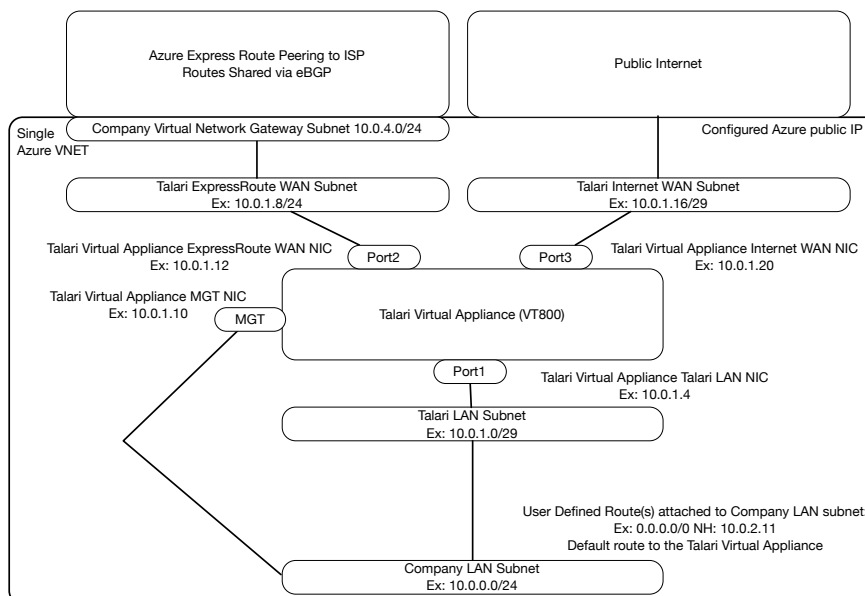 Azure Express Route Peering to ISP
Routes Shared via eBGP
Public Internet
Single
Azure VNET
Company Virtual Network Gateway Subnet 10.0.4.0/24
Configured Azure public IP
Talari ExpressRoute WAN Subnet
Ex: 10.0.1.8/24
Talari Internet WAN Subnet
Ex: 10.0.1.16/29
Talari Virtual Appliance ExpressRoute WAN NIC
Ex: 10.0.1.12
Port2
Port3
Talari Virtual Appliance Internet WAN NIC
Ex: 10.0.1.20
Talari Virtual Appliance MGT NIC
Ex: 10.0.1.10
MGT
Talari Virtual Appliance (VT800)
Port1
Talari Virtual Appliance Talari LAN NIC
Ex: 10.0.1.4
Talari LAN Subnet
Ex: 10.0.1.0/29
User Defined Route(s) attached to Company LAN subnet:
Ex: 0.0.0.0/0 NH: 10.0.2.11
Default route to the Talari Virtual Appliance
Company LAN Subnet
Ex: 10.0.0.0/24